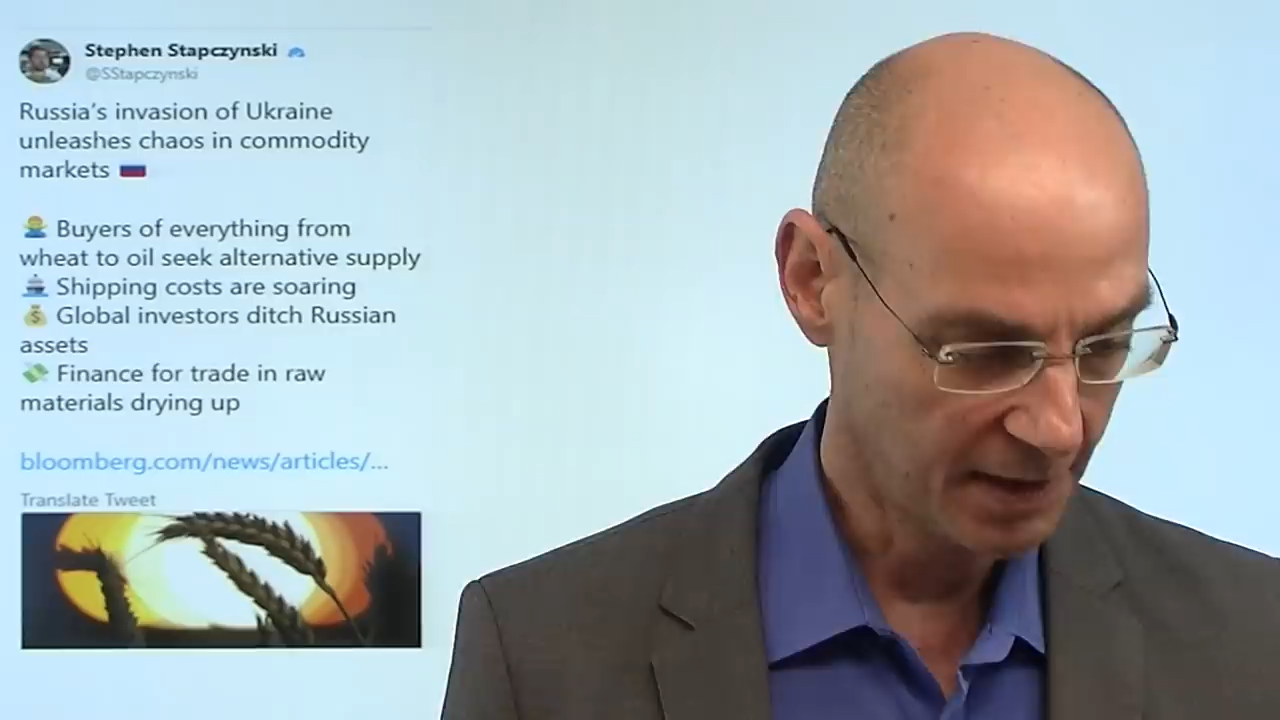 Stephen Stapczynski
@SStapczynski
Russia's invasion of Ukraine
unleashes chaos in commodity
markets 🇷🇺
🙎‍♂️ Buyers of everything from
wheat to oil seek alternative supply
🚢 Shipping costs are soaring
💰 Global investors ditch Russian
assets
💸 Finance for trade in raw
materials drying up
bloomberg.com/news/articles/...
Translate Tweet